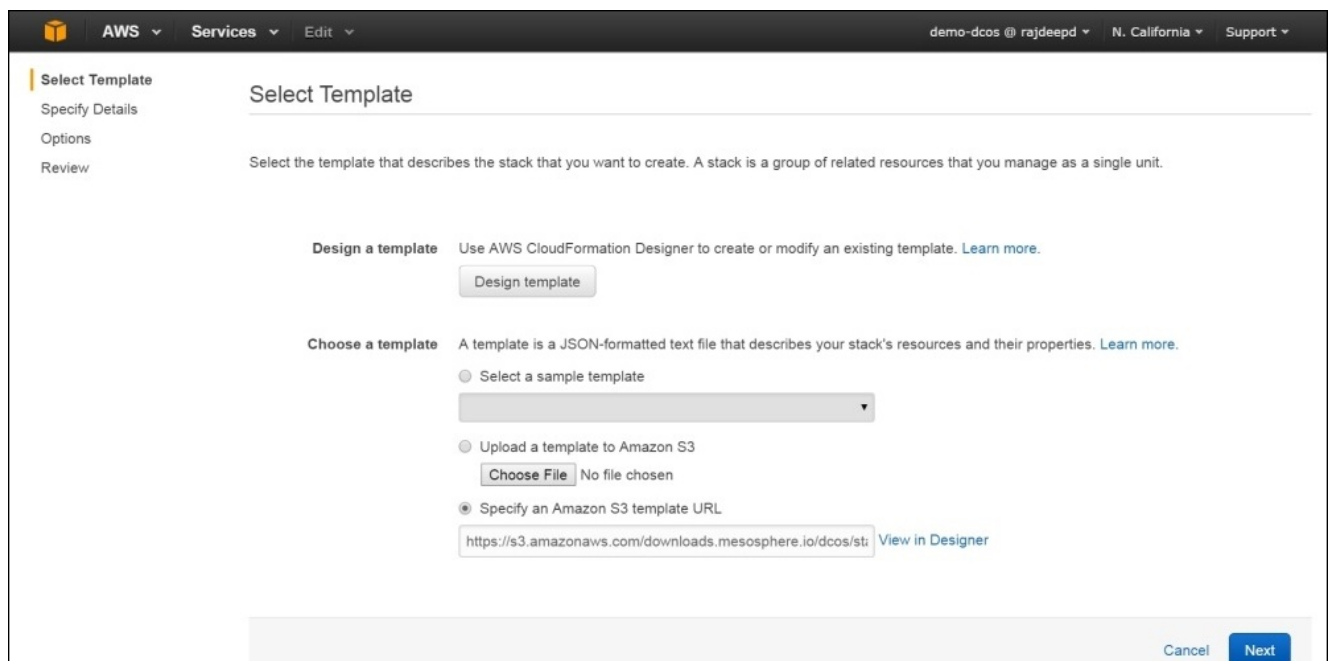 AWS Services Edit demo-dcos @ rajdeepd N. California Support
Select Template
Specify Details
Options
Review
Select Template
Select the template that describes the stack that you want to create. A stack is a group of related resources that you manage as a single unit.
Design a template Use AWS CloudFormation Designer to create or modify an existing template. Learn more.
Design template
Choose a template A template is a JSON-formatted text file that describes your stack's resources and their properties. Learn more.
Select a sample template
Upload a template to Amazon S3
Choose File No file chosen
Specify an Amazon S3 template URL
https://s3.amazonaws.com/downloads.mesosphere.io/dcos/sta View in Designer
Cancel Next